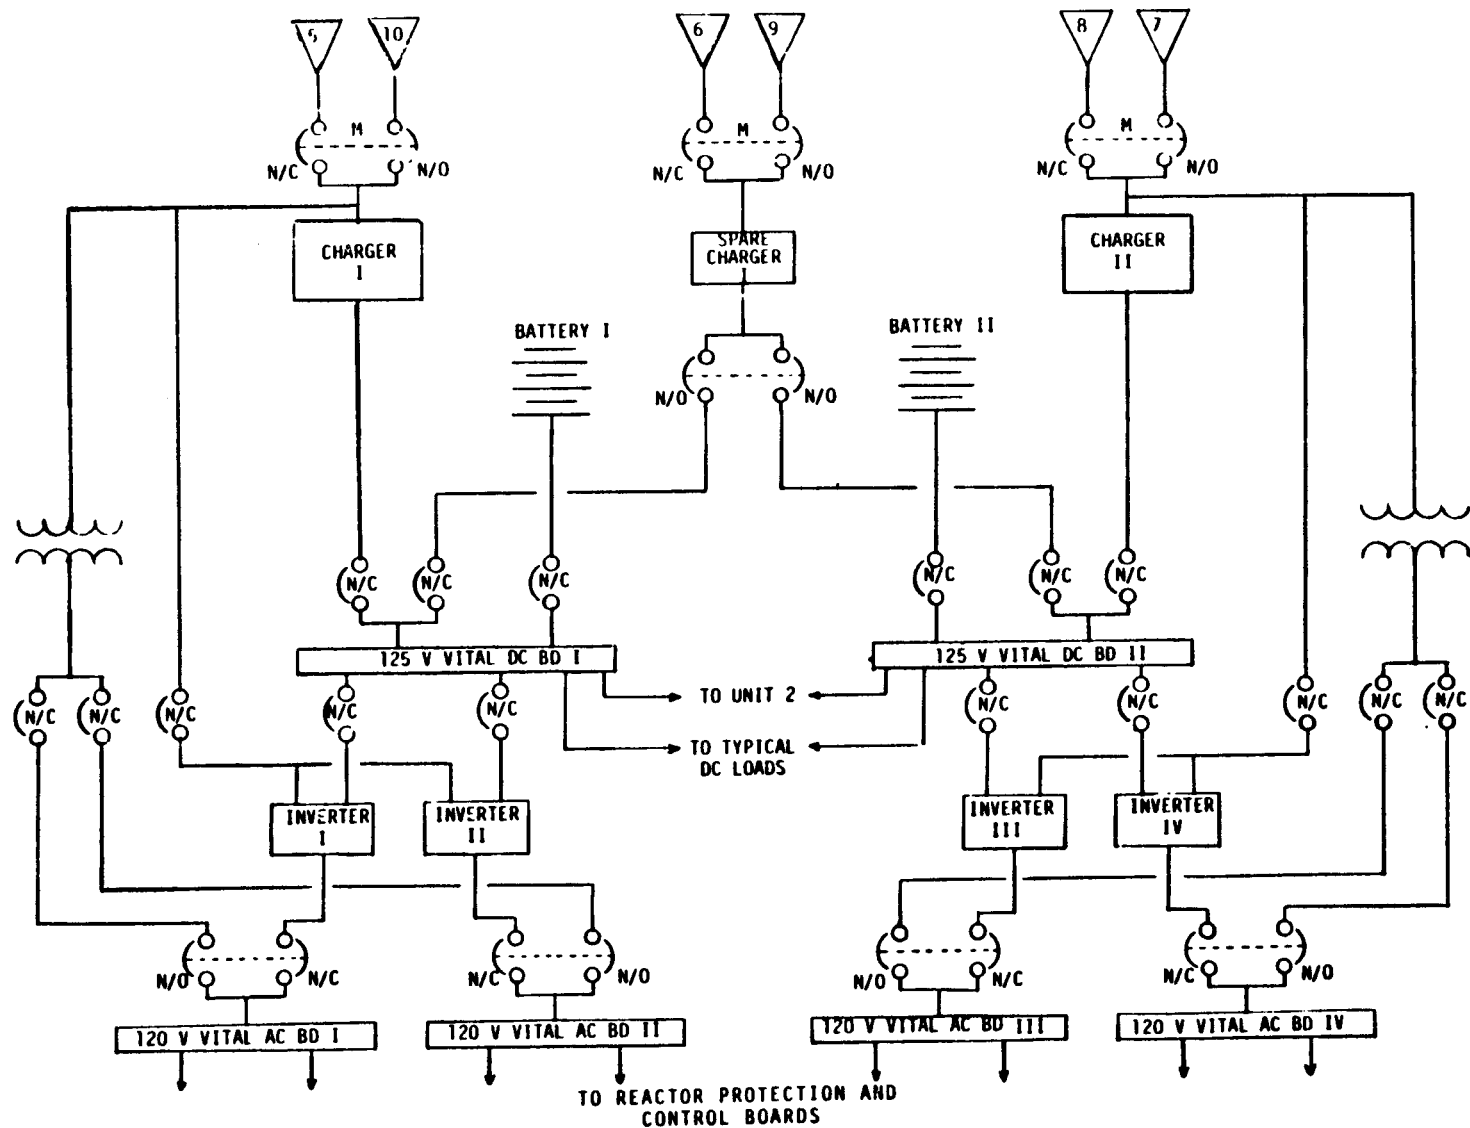 5 10 6 9 8 7
M M M
N/C N/O N/C N/O N/C N/O
CHARGER
I
SPARE
CHARGER
I
CHARGER
II
BATTERY I
BATTERY II
N/O N/O
N/C N/C N/C N/C N/C N/C
125 V VITAL DC BD I
125 V VITAL DC BD II
TO UNIT 2
N/C N/C N/C N/C N/C N/C N/C N/C N/C N/C
TO TYPICAL
DC LOADS
INVERTER
I
INVERTER
II
INVERTER
III
INVERTER
IV
N/O N/C N/C N/O N/O N/C N/C N/O
120 V VITAL AC BD I
120 V VITAL AC BD II
120 V VITAL AC BD III
120 V VITAL AC BD IV
TO REACTOR PROTECTION AND
CONTROL BOARDS